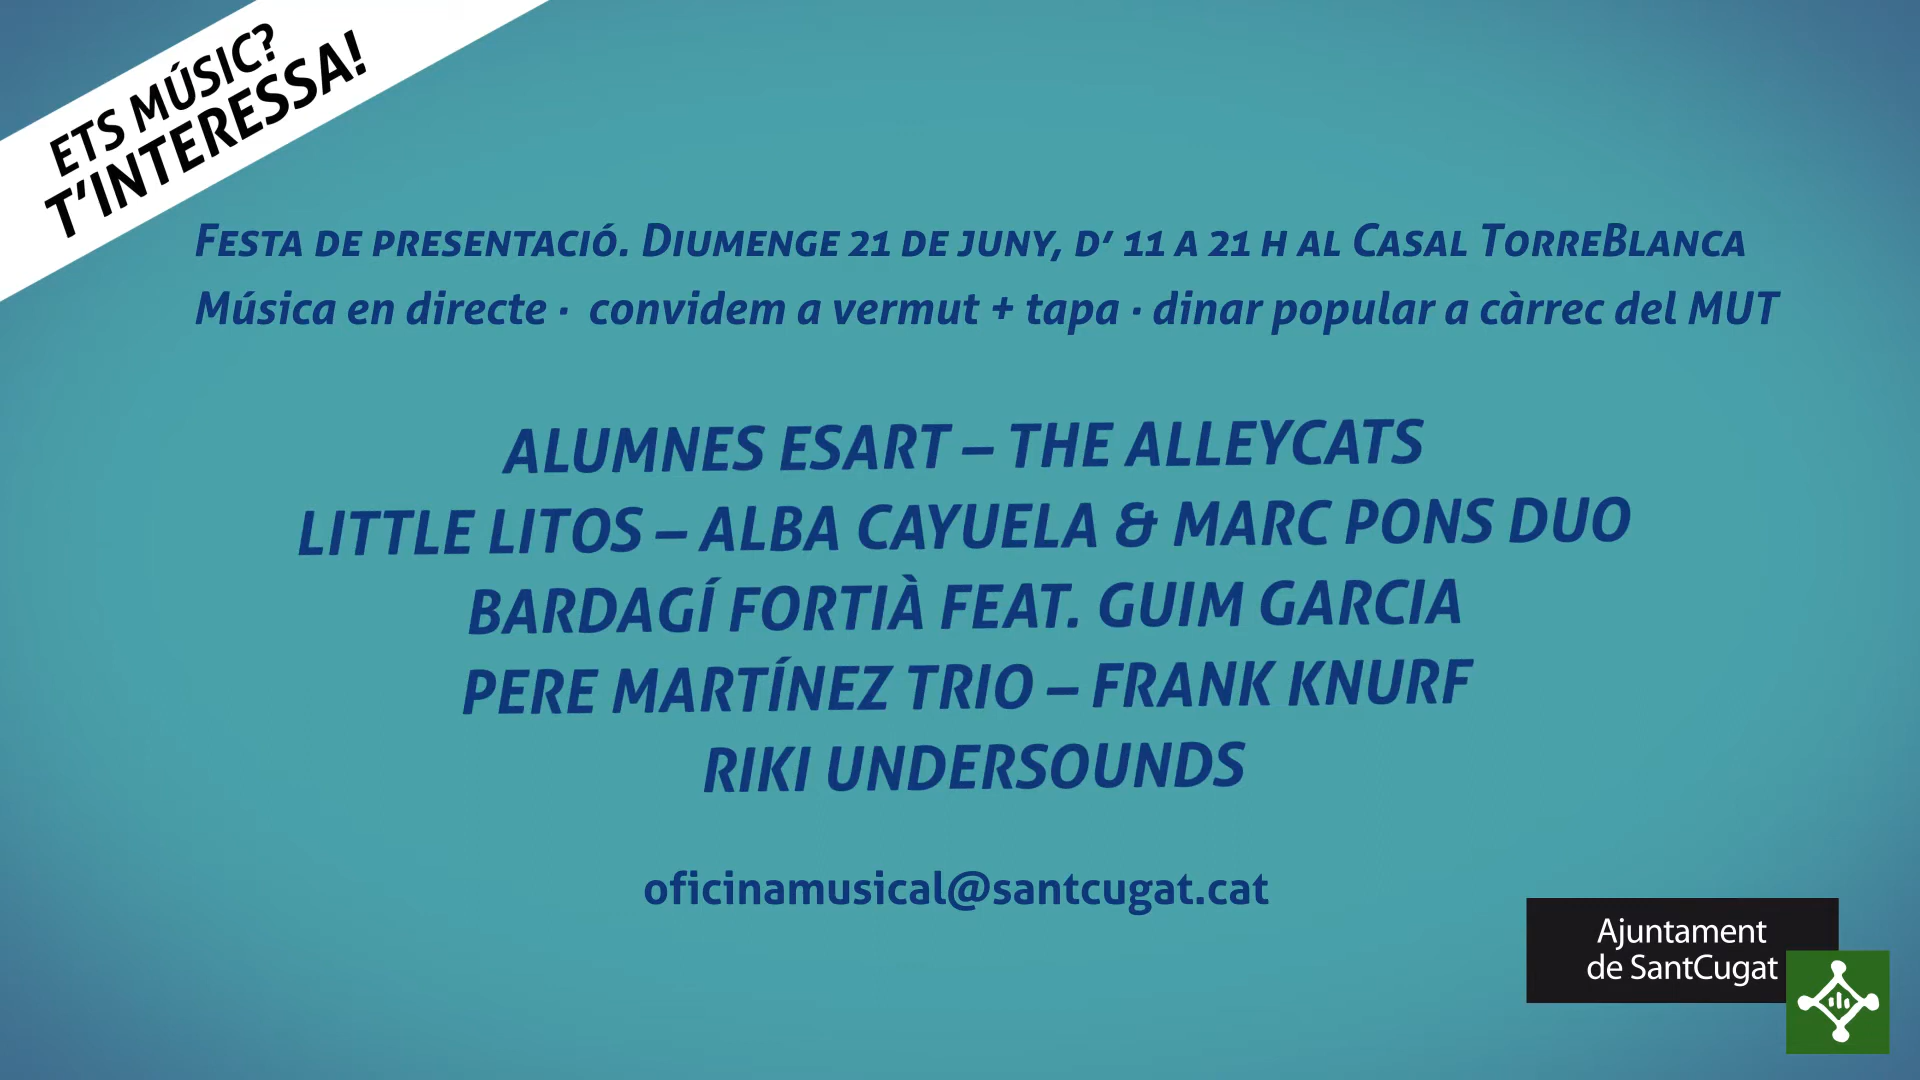 ETS MÚSIC?
T'INTERESSA!
FESTA DE PRESENTACIÓ. DIUMENGE 21 DE JUNY, D' 11 A 21 H AL CASAL TORREBLANCA
Música en directe · convidem a vermut + tapa · dinar popular a càrrec del MUT
ALUMNES ESART – THE ALLEYCATS
LITTLE LITOS – ALBA CAYUELA & MARC PONS DUO
BARDAGÍ FORTIÀ FEAT. GUIM GARCIA
PERE MARTÍNEZ TRIO – FRANK KNURF
RIKI UNDERSOUNDS
oficinamusical@santcugat.cat
Ajuntament
de SantCugat